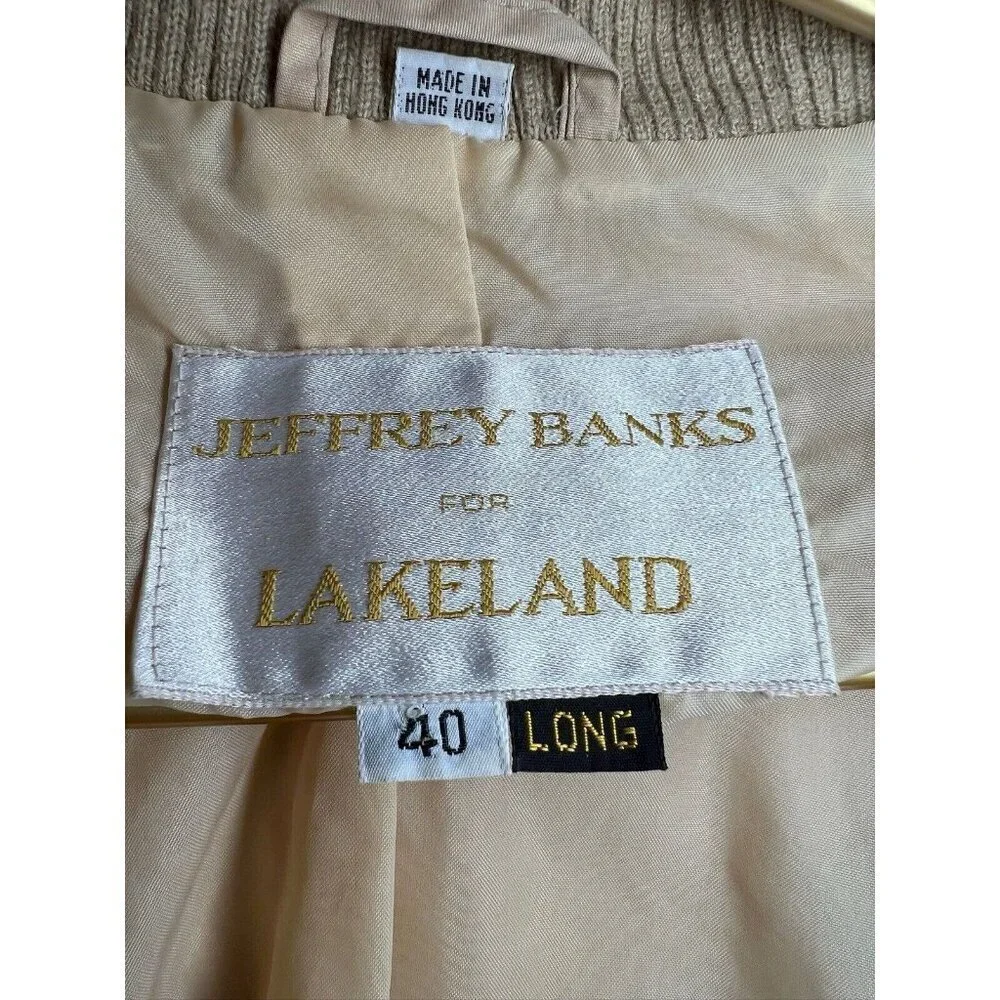 MADE IN
HONG KONG
JEFFREY BANKS
FOR
LAKELAND
40 LONG